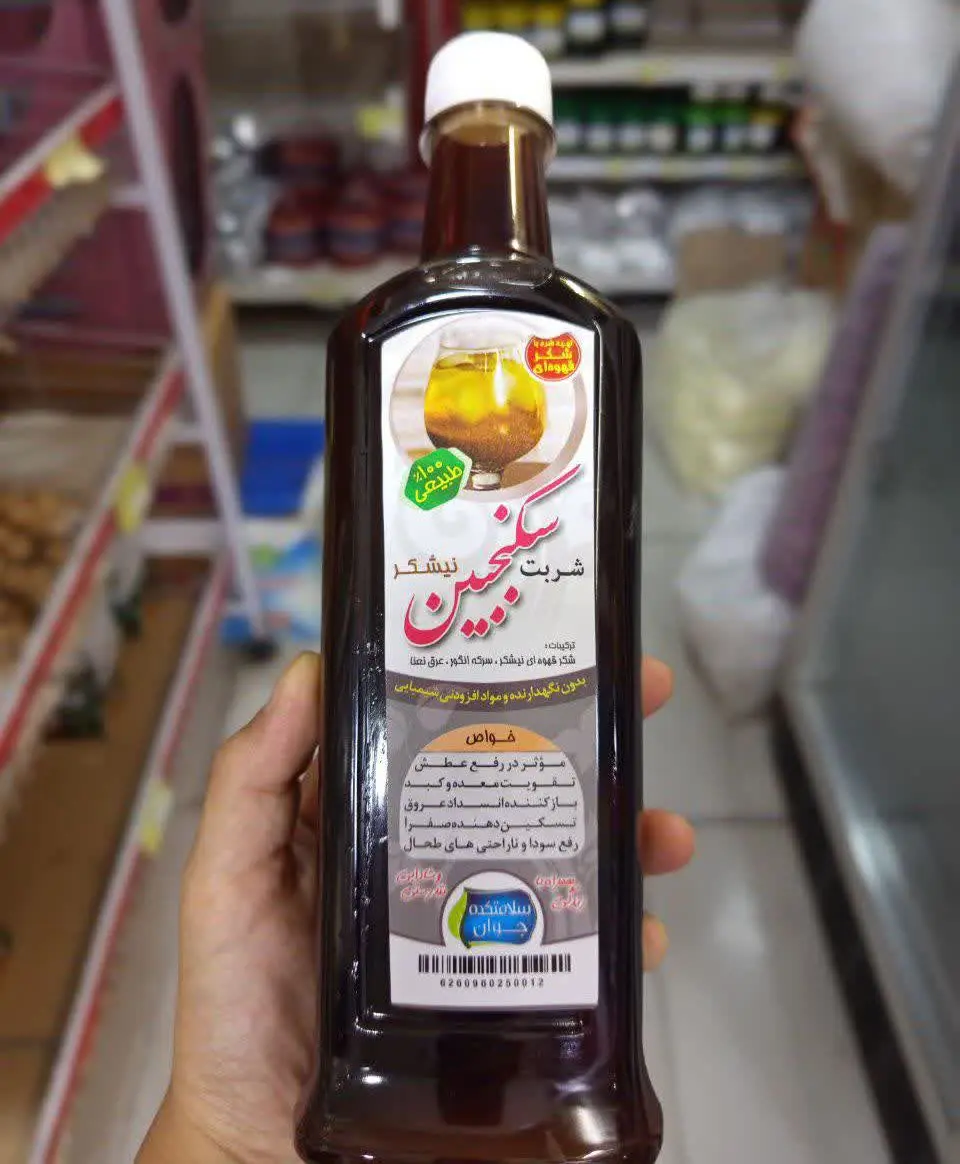 تهیه شده با
شکر
قهوه‌ای
٪۱۰۰
طبیعی
شربت سکنجبین نیشکر
ترکیبات:
شکر قهوه ای نیشکر ، سرکه انگور ، عرق نعنا
بدون نگهدارنده و مواد افزودنی شیمیایی
خواص
مؤثر در رفع عطش
تقویت معده و کبد
باز کننده انسداد عروق
تسکین دهنده صفرا
رفع سودا و ناراحتی های طحال
سلامتکده
جوان
6260960250012